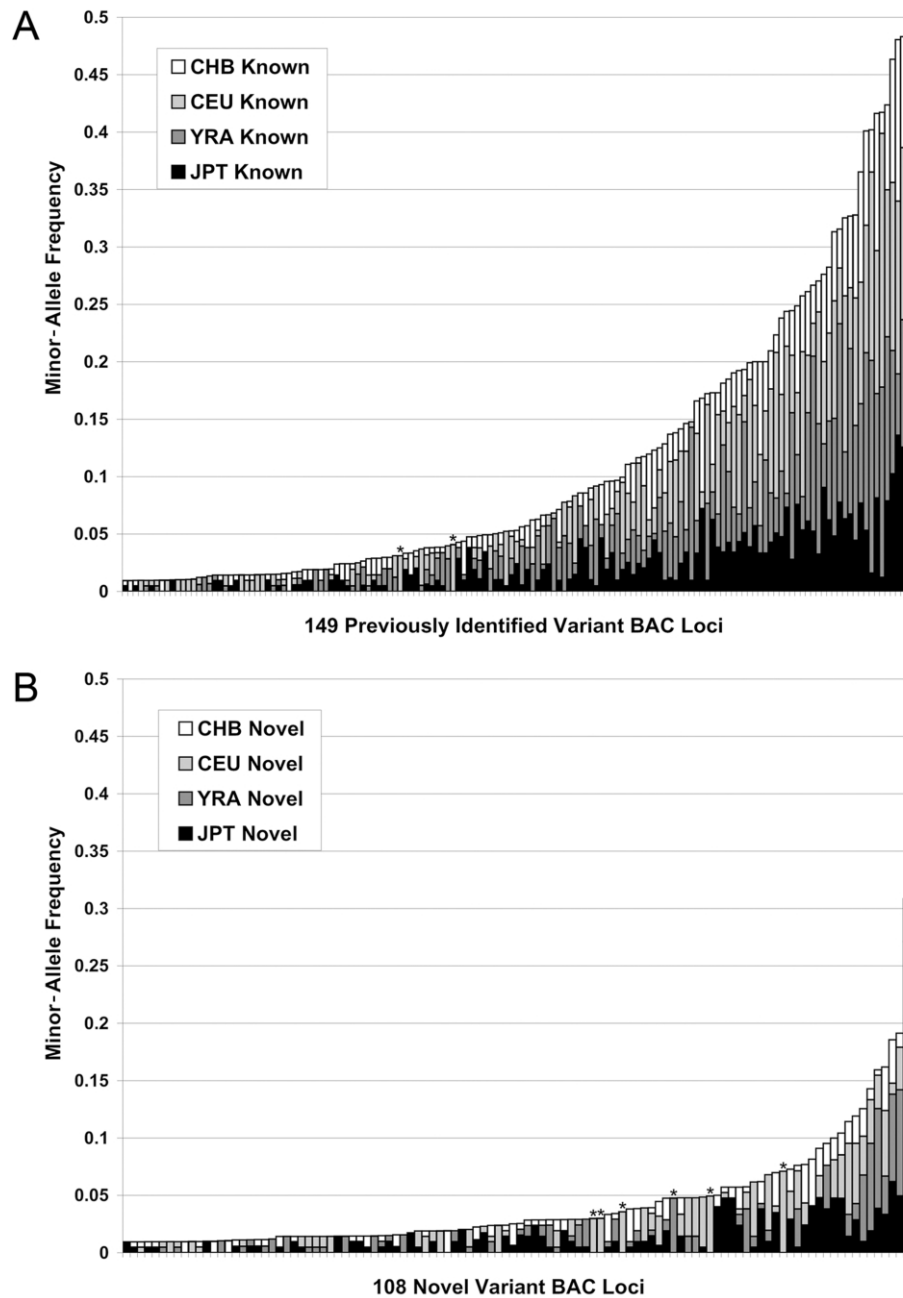 A
0.5
0.45
0.4
0.35
0.3
0.25
0.2
0.15
0.1
0.05
0
Minor-Allele Frequency
CHB Known
CEU Known
YRA Known
JPT Known
*
*
149 Previously Identified Variant BAC Loci
B
0.5
0.45
0.4
0.35
0.3
0.25
0.2
0.15
0.1
0.05
0
Minor-Allele Frequency
CHB Novel
CEU Novel
YRA Novel
JPT Novel
**
*
*
*
*
108 Novel Variant BAC Loci